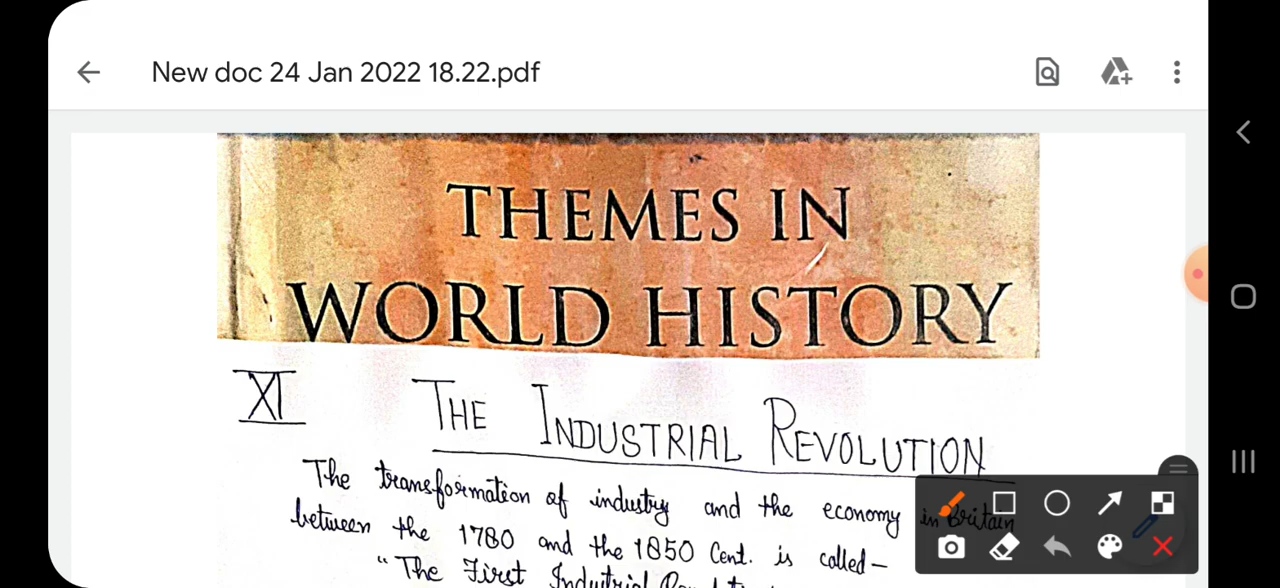 New doc 24 Jan 2022 18.22.pdf
THEMES IN
WORLD HISTORY
XI THE INDUSTRIAL REVOLUTION
The transformation of industry and the economy in Britain
between the 1780 and the 1850 Cent. is called–
"The First Industrial